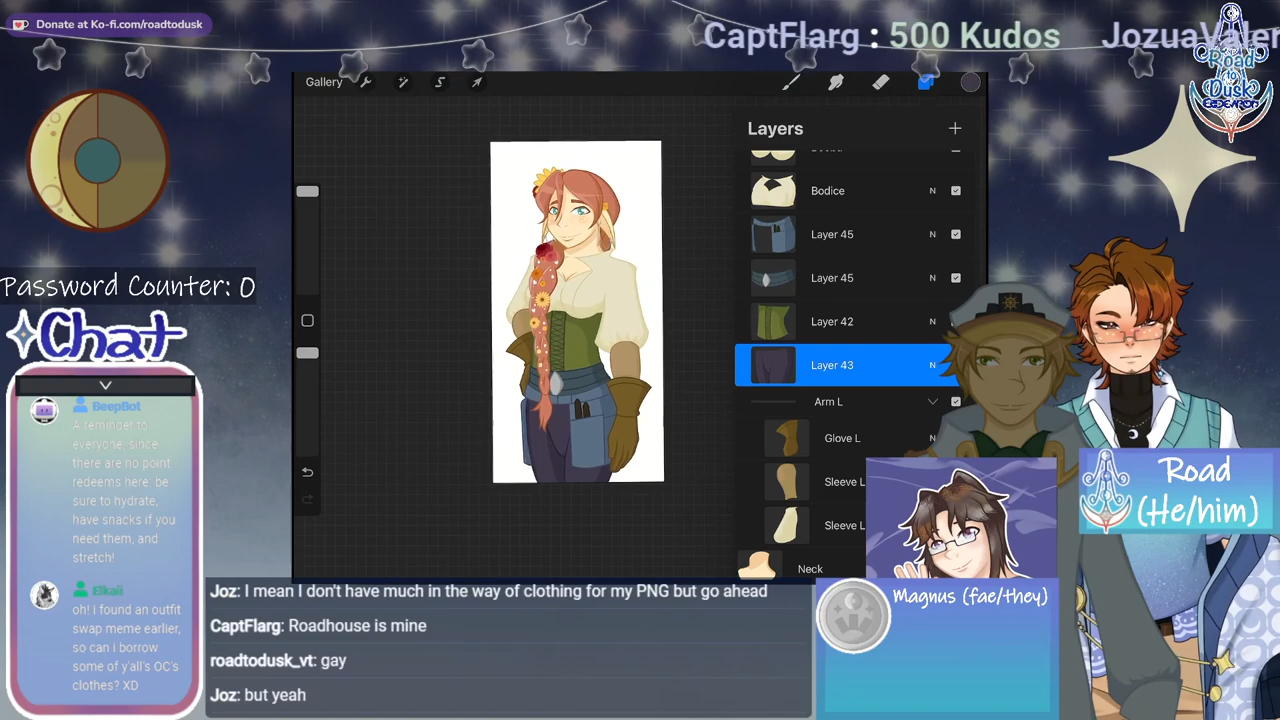 Donate at Ko-fi.com/roadtodusk
CaptFlarg : 500 Kudos JozuaValer
Road
to
Dusk
Gallery
Layers
Bodice
N
Layer 45
N
Layer 45
N
Layer 42
N
Layer 43
N
Arm L
Glove L
N
Sleeve L
Sleeve L
Neck
Password Counter: 0
Chat
BeepBot
A reminder to
everyone, since
there are no point
redeems here: be
sure to hydrate,
have snacks if you
need them, and
stretch!
Elkaii
oh! i found an outfit
swap meme earlier,
so can i borrow
some of y'all's OC's
clothes? XD
Joz: I mean I don't have much in the way of clothing for my PNG but go ahead
CaptFlarg: Roadhouse is mine
roadtodusk_vt: gay
Joz: but yeah
Magnus (fae/they)
Road
(He/him)